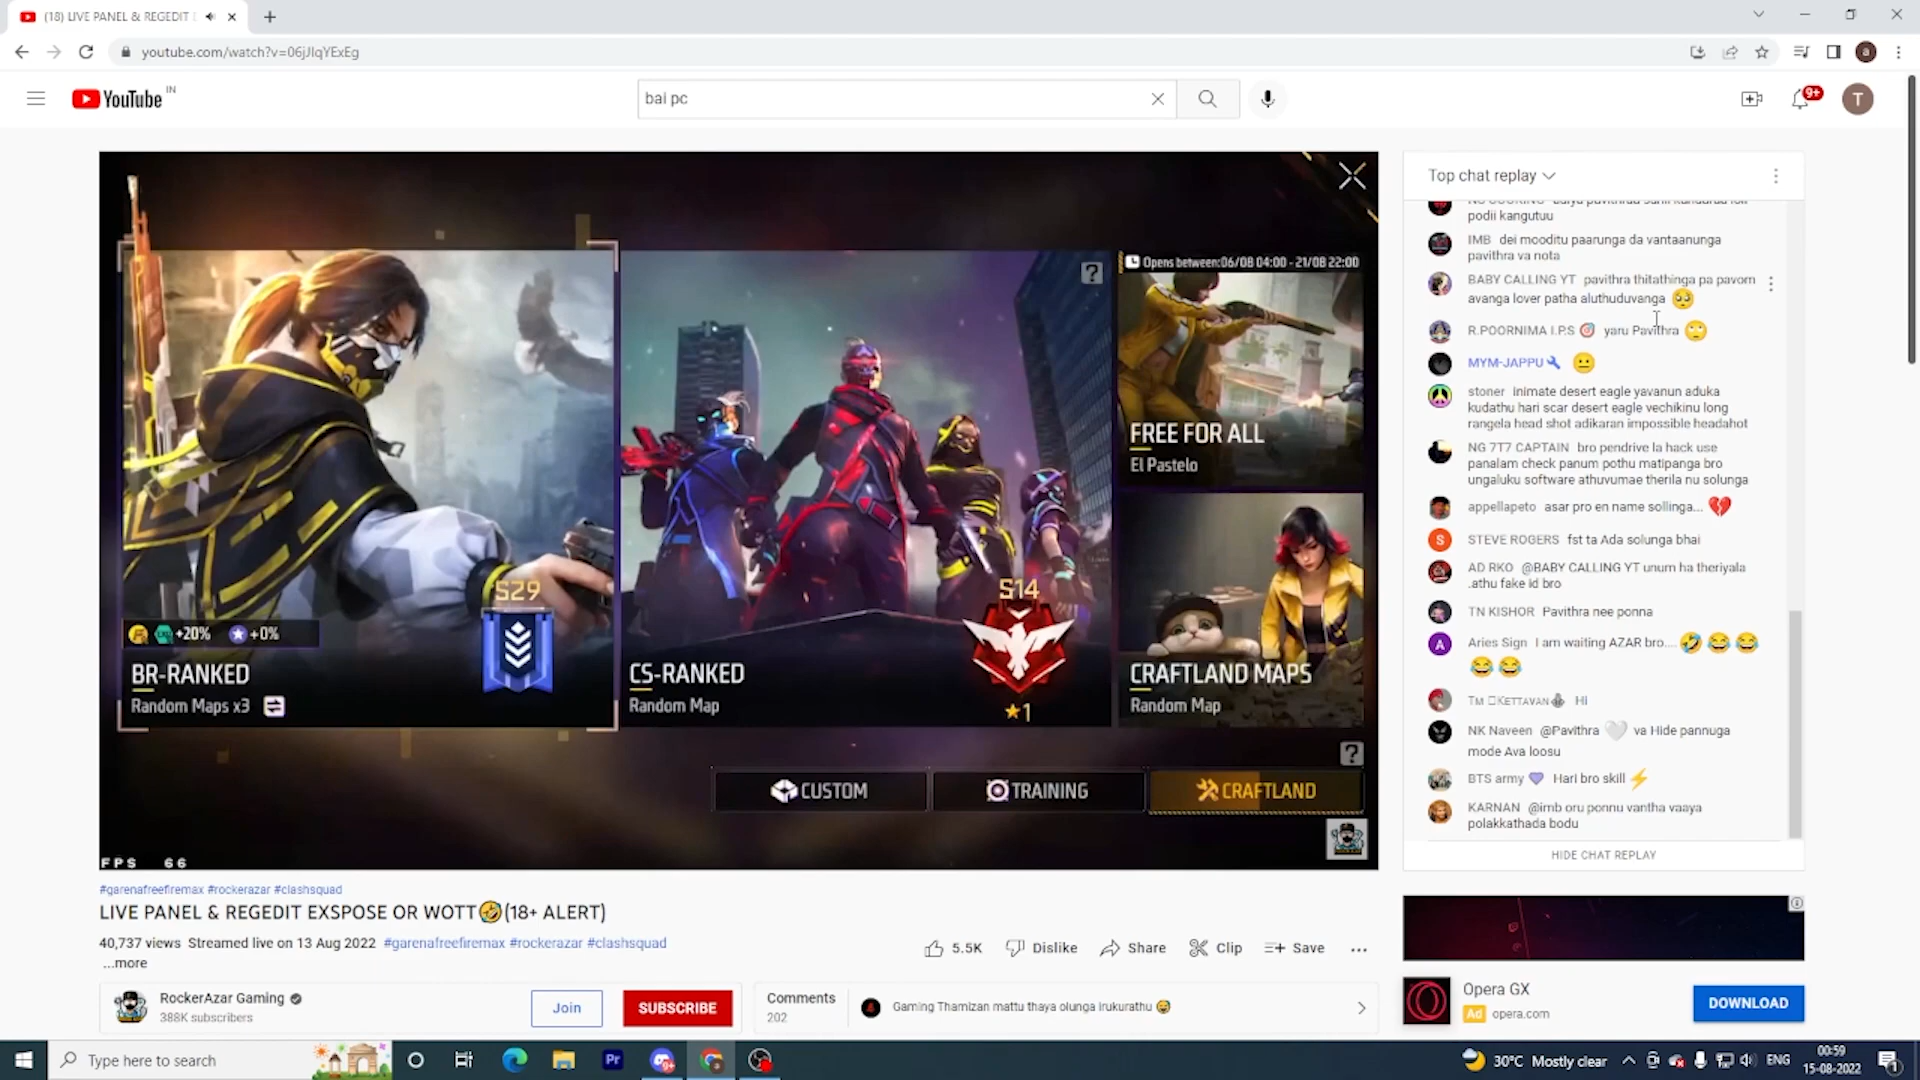 (18) LIVE PANEL & REGEDIT
youtube.com/watch?v=06jJIqYExEg
YouTube IN
bai pc
9+
T
Opens between:06/08 04:00 - 21/08 22:00
S29
+20% +0%
BR-RANKED
Random Maps x3
S14
CS-RANKED
Random Map
1
FREE FOR ALL
El Pastelo
CRAFTLAND MAPS
Random Map
CUSTOM
TRAINING
CRAFTLAND
FPS 66
#garenafreefiremax #rockerazar #clashsquad
LIVE PANEL & REGEDIT EXSPOSE OR WOTT🤣(18+ ALERT)
40,737 views Streamed live on 13 Aug 2022 #garenafreefiremax #rockerazar #clashsquad
...more
5.5K Dislike Share Clip Save
RockerAzar Gaming
388K subscribers
Join
SUBSCRIBE
Comments
202
Gaming Thamizan mattu thaya olunga irukurathu 😅
Top chat replay
podii kangutuu
IMB dei mooditu paarunga da vantaanunga
pavithra va nota
BABY CALLING YT pavithra thitathinga pa pavom
avanga lover patha aluthuduvanga 🥺
R.POORNIMA I.P.S 🎯 yaru Pavithra 🙄
MYM-JAPPU 😐
stoner inimate desert eagle yavanun aduka
kudathu hari scar desert eagle vechikinu long
rangela head shot adikaran impossible headahot
NG 7T7 CAPTAIN bro pendrive la hack use
panalam check panum pothu matipanga bro
ungaluku software athuvumae therila nu solunga
appellapeto asar pro en name sollinga... 💔
S
STEVE ROGERS fst ta Ada solunga bhai
AD RKO @BABY CALLING YT unum ha theriyala
.athu fake id bro
TN KISHOR Pavithra nee ponna
A
Aries Sign I am waiting AZAR bro.... 🤣 😂 😂
😂 😂
Tm KETTAVAN Hi
NK Naveen @Pavithra 🤍 va Hide pannuga
mode Ava loosu
BTS army 💜 Hari bro skill ⚡
KARNAN @imb oru ponnu vantha vaaya
polakkathada bodu
HIDE CHAT REPLAY
Opera GX
Ad opera.com
DOWNLOAD
Type here to search
Pr
30°C Mostly clear
ENG
00:59
15-08-2022